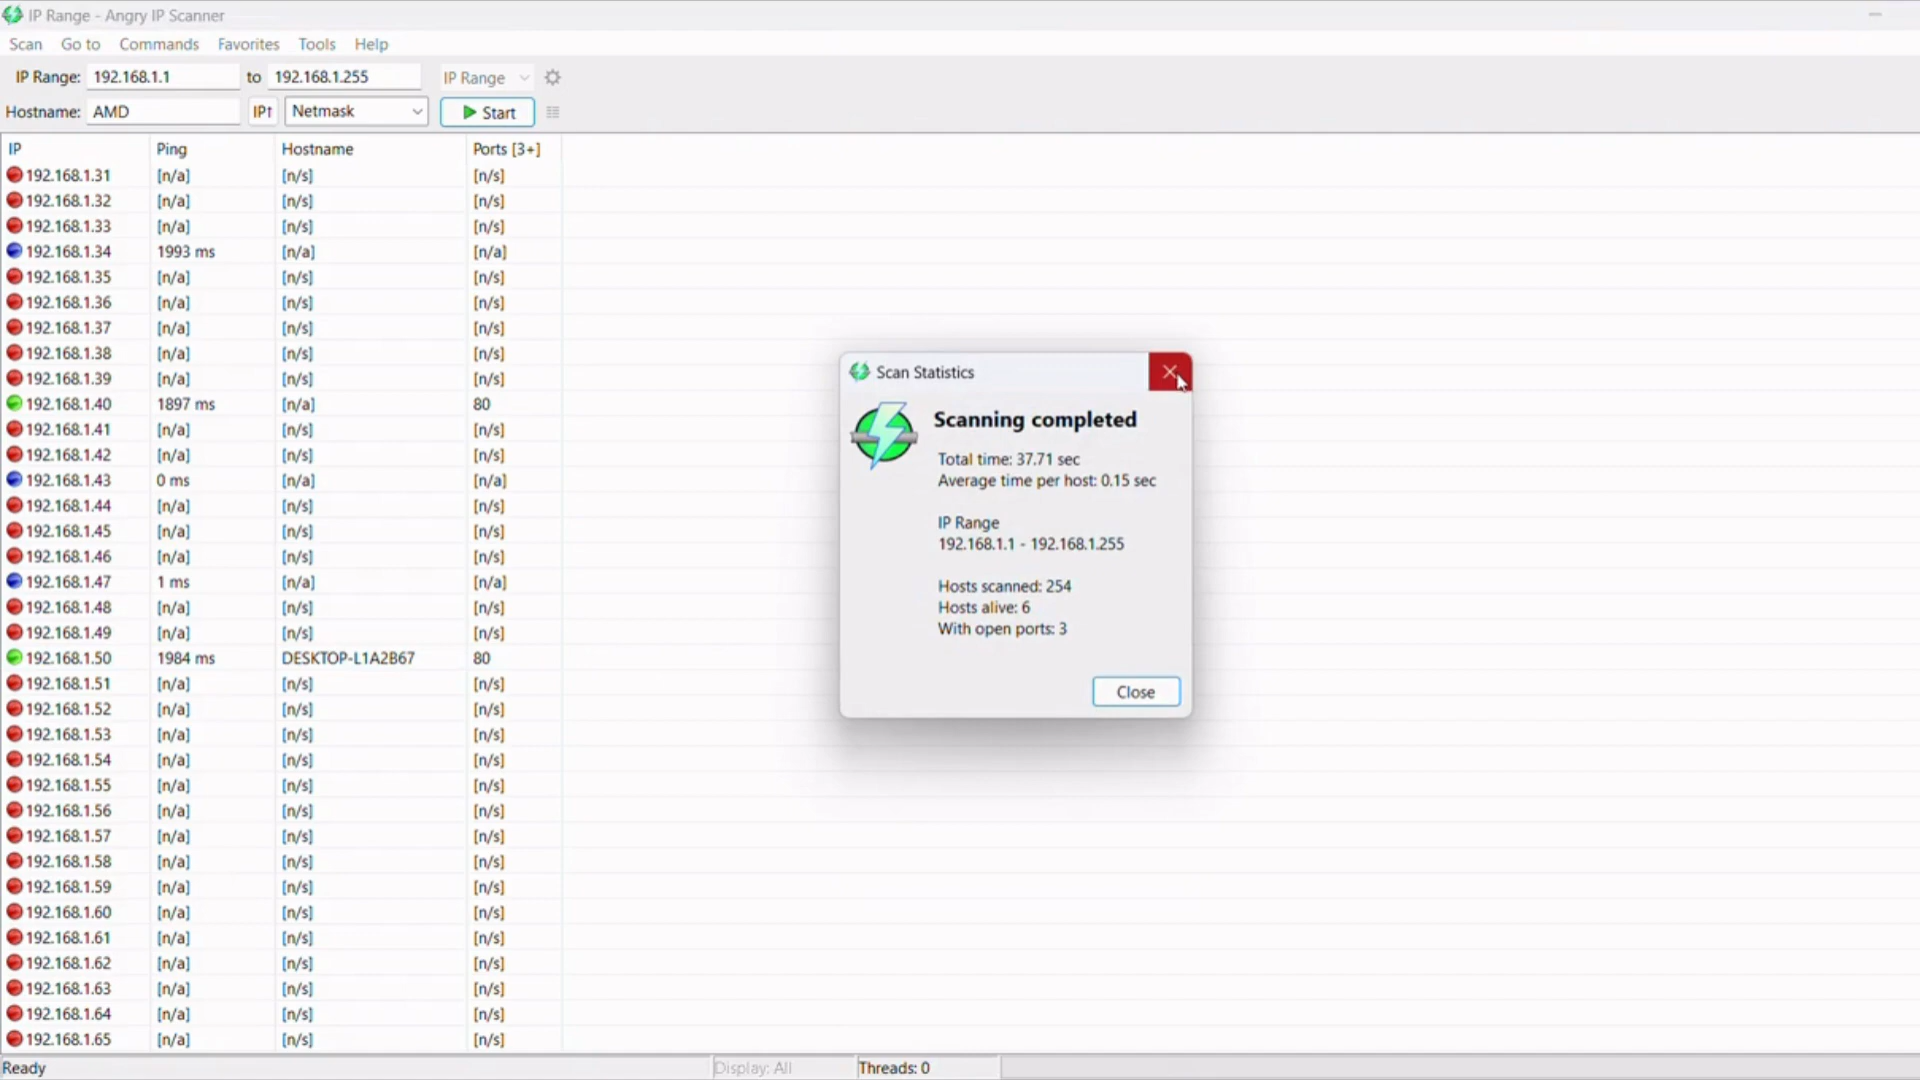 IP Range - Angry IP Scanner
Scan Go to Commands Favorites Tools Help
IP Range: 192.168.1.1 to 192.168.1.255 IP Range
Hostname: AMD IP↑ Netmask Start
IP Ping Hostname Ports [3+]
192.168.1.31 [n/a] [n/s] [n/s]
192.168.1.32 [n/a] [n/s] [n/s]
192.168.1.33 [n/a] [n/s] [n/s]
192.168.1.34 1993 ms [n/a] [n/a]
192.168.1.35 [n/a] [n/s] [n/s]
192.168.1.36 [n/a] [n/s] [n/s]
192.168.1.37 [n/a] [n/s] [n/s]
192.168.1.38 [n/a] [n/s] [n/s]
192.168.1.39 [n/a] [n/s] [n/s]
192.168.1.40 1897 ms [n/a] 80
192.168.1.41 [n/a] [n/s] [n/s]
192.168.1.42 [n/a] [n/s] [n/s]
192.168.1.43 0 ms [n/a] [n/a]
192.168.1.44 [n/a] [n/s] [n/s]
192.168.1.45 [n/a] [n/s] [n/s]
192.168.1.46 [n/a] [n/s] [n/s]
192.168.1.47 1 ms [n/a] [n/a]
192.168.1.48 [n/a] [n/s] [n/s]
192.168.1.49 [n/a] [n/s] [n/s]
192.168.1.50 1984 ms DESKTOP-L1A2B67 80
192.168.1.51 [n/a] [n/s] [n/s]
192.168.1.52 [n/a] [n/s] [n/s]
192.168.1.53 [n/a] [n/s] [n/s]
192.168.1.54 [n/a] [n/s] [n/s]
192.168.1.55 [n/a] [n/s] [n/s]
192.168.1.56 [n/a] [n/s] [n/s]
192.168.1.57 [n/a] [n/s] [n/s]
192.168.1.58 [n/a] [n/s] [n/s]
192.168.1.59 [n/a] [n/s] [n/s]
192.168.1.60 [n/a] [n/s] [n/s]
192.168.1.61 [n/a] [n/s] [n/s]
192.168.1.62 [n/a] [n/s] [n/s]
192.168.1.63 [n/a] [n/s] [n/s]
192.168.1.64 [n/a] [n/s] [n/s]
192.168.1.65 [n/a] [n/s] [n/s]
Scan Statistics
Scanning completed
Total time: 37.71 sec
Average time per host: 0.15 sec
IP Range
192.168.1.1 - 192.168.1.255
Hosts scanned: 254
Hosts alive: 6
With open ports: 3
Close
Ready Display: All Threads: 0